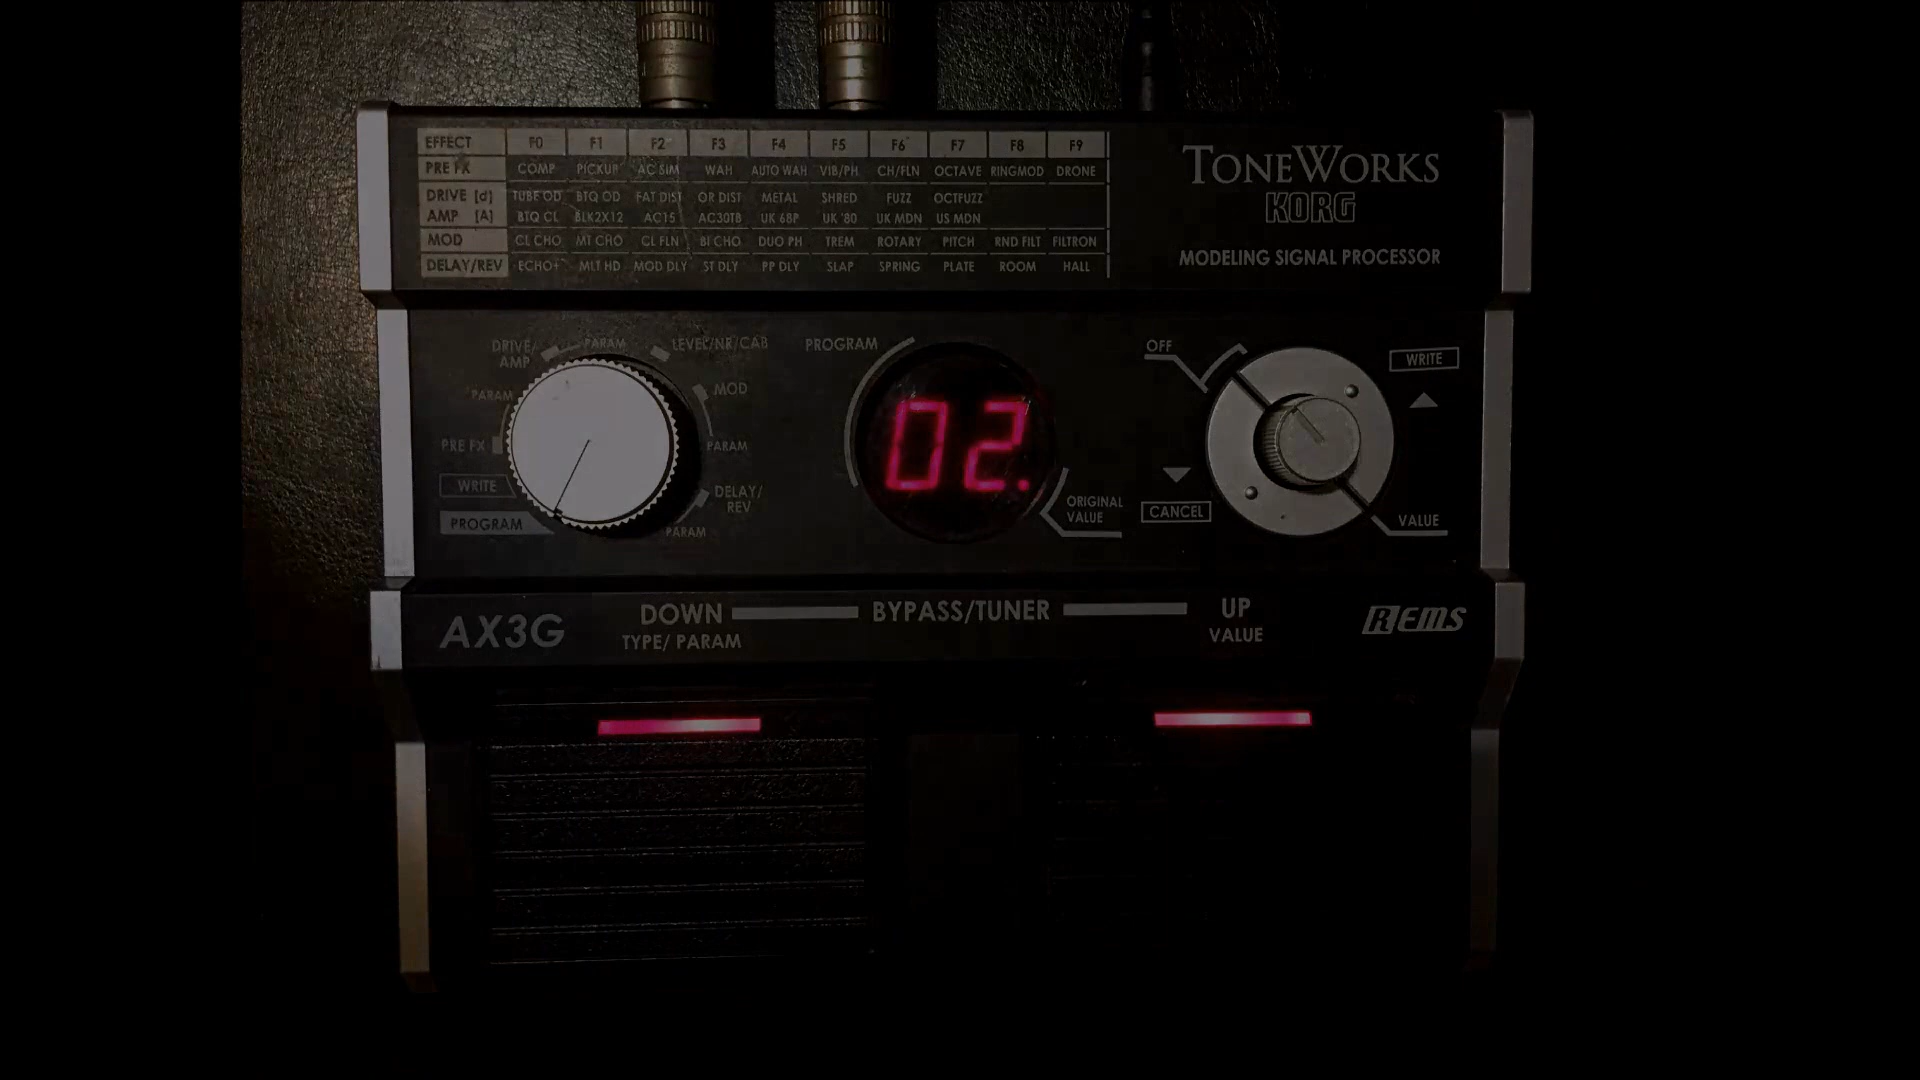 EFFECT F0 F1 F2 F3 F4 F5 F6 F7 F8 F9
PRE FX COMP PICKUP AC SIM WAH AUTO WAH VIB/PH CH/FLN OCTAVE RINGMOD DRONE
DRIVE [d] TUBE OD BTQ OD FAT DIST OR DIST METAL SHRED FUZZ OCTFUZZ
AMP [A] BTQ CL BLK2X12 AC15 AC30TB UK 68P UK '80 UK MDN US MDN
MOD CL CHO MT CHO CL FLN BI CHO DUO PH TREM ROTARY PITCH RND FILT FILTRON
DELAY/REV ECHO+ MLT HD MOD DLY ST DLY PP DLY SLAP SPRING PLATE ROOM HALL
TONEWORKS
KORG
MODELING SIGNAL PROCESSOR
DRIVE/
AMP
PARAM
LEVEL/NR/CAB
PARAM
MOD
PRE FX
PARAM
WRITE
DELAY/
REV
PROGRAM
PARAM
PROGRAM
02.
ORIGINAL
VALUE
OFF
WRITE
CANCEL
VALUE
AX3G
DOWN
TYPE/ PARAM
BYPASS/TUNER
UP
VALUE
REMS